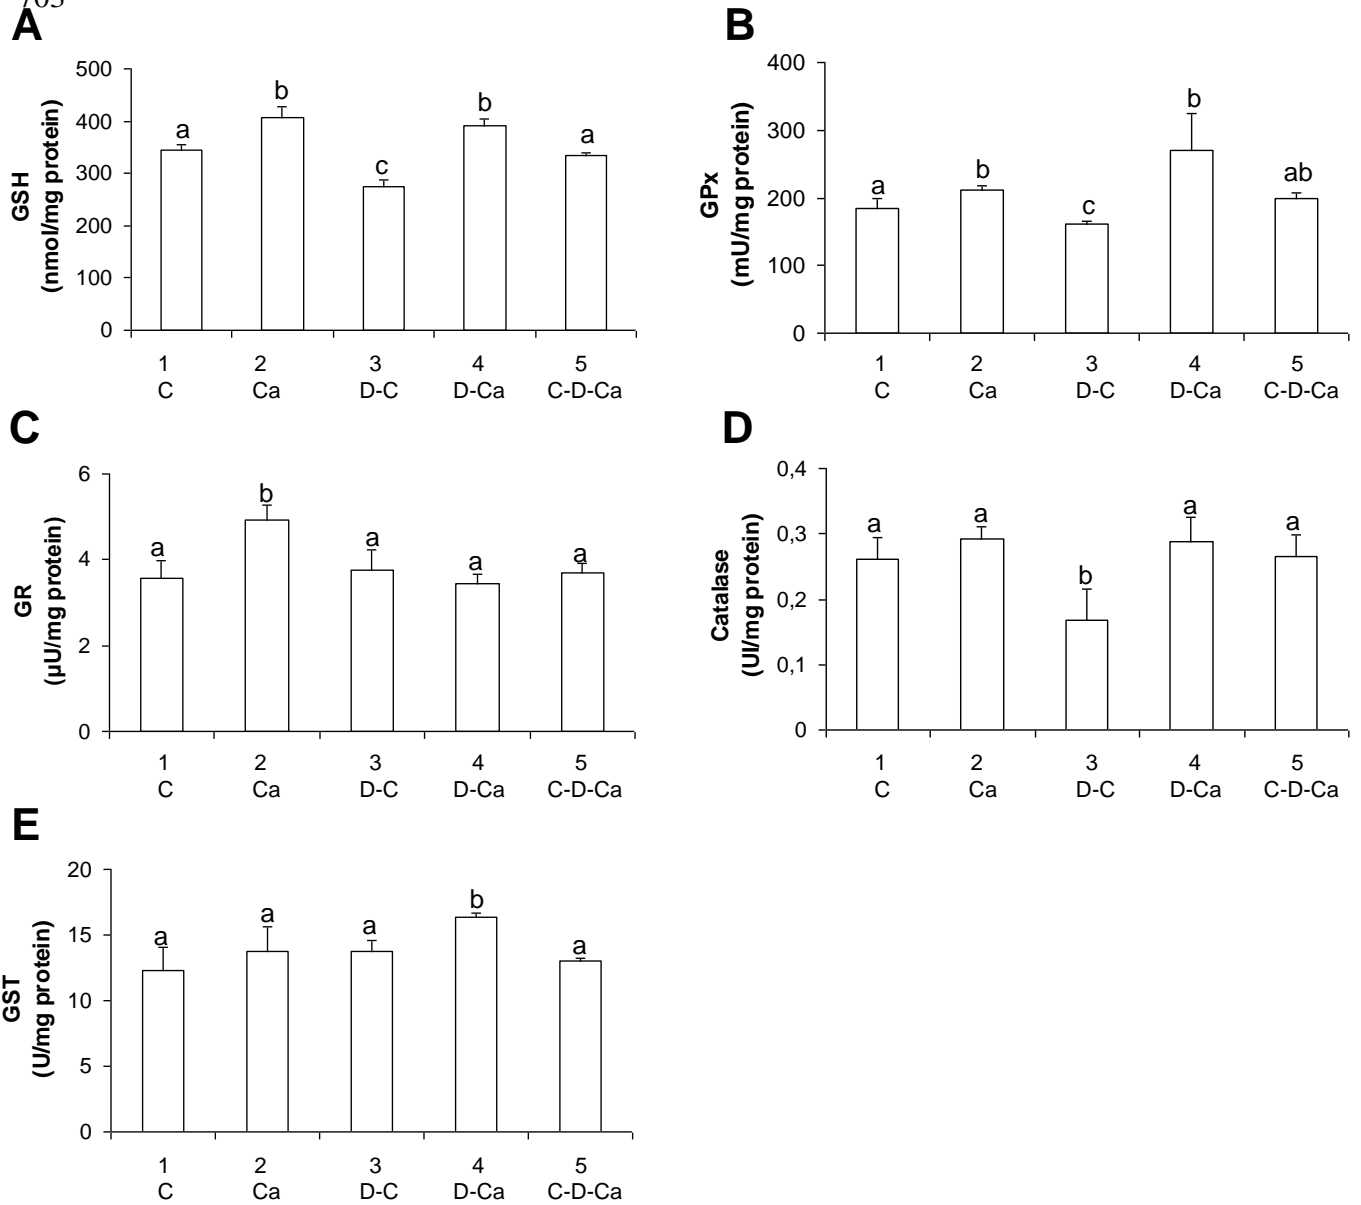 A
500
400
300
200
100
0
GSH
(nmol/mg protein)
a
b
c
b
a
1 2 3 4 5
C Ca D-C D-Ca C-D-Ca
B
400
300
200
100
0
GPx
(mU/mg protein)
a
b
c
b
ab
1 2 3 4 5
C Ca D-C D-Ca C-D-Ca
C
6
4
2
0
GR
(µU/mg protein)
a
b
a
a
a
1 2 3 4 5
C Ca D-C D-Ca C-D-Ca
D
0,4
0,3
0,2
0,1
0
Catalase
(UI/mg protein)
a
a
b
a
a
1 2 3 4 5
C Ca D-C D-Ca C-D-Ca
E
20
15
10
5
0
GST
(U/mg protein)
a
a
a
b
a
1 2 3 4 5
C Ca D-C D-Ca C-D-Ca